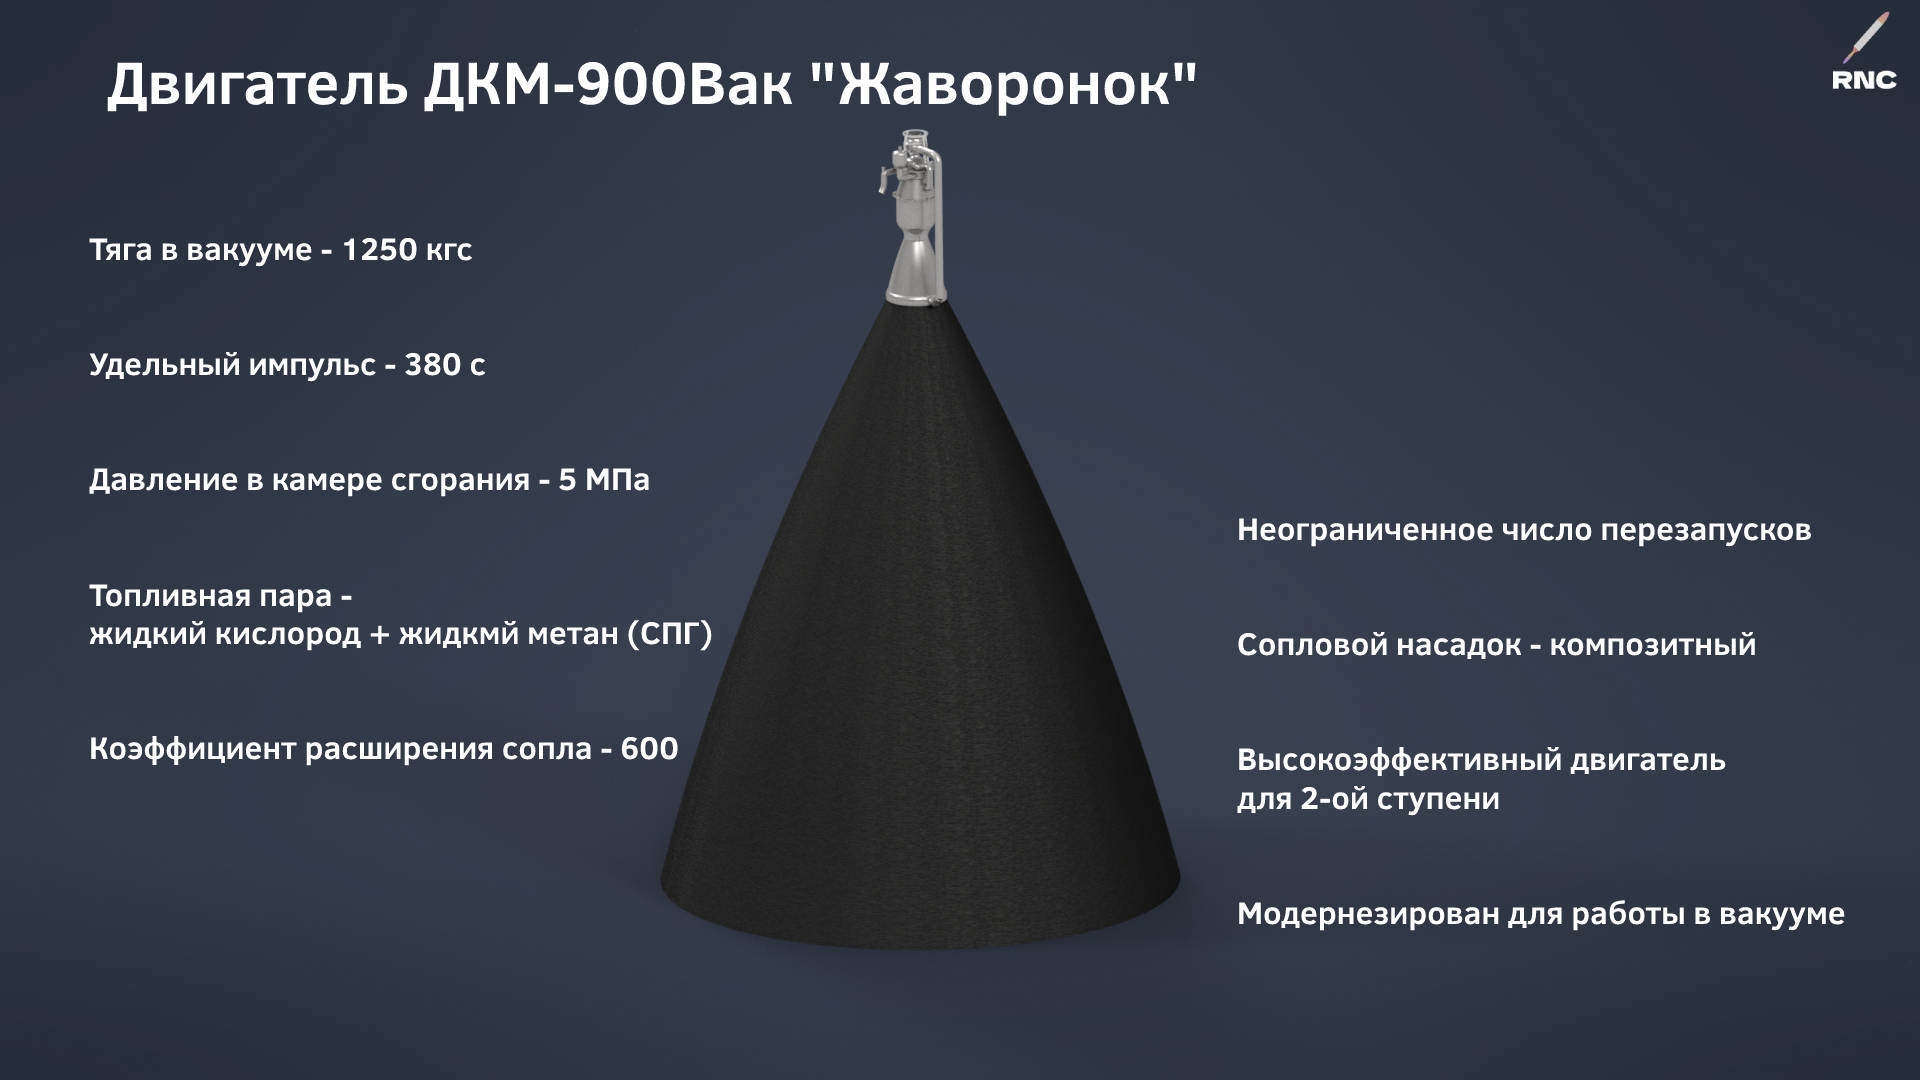 Двигатель ДКМ-900Вак "Жаворонок"
RNC
Тяга в вакууме - 1250 кгс
Удельный импульс - 380 с
Давление в камере сгорания - 5 МПа
Топливная пара -
жидкий кислород + жидкмй метан (СПГ)
Коэффициент расширения сопла - 600
Неограниченное число перезапусков
Сопловой насадок - композитный
Высокоэффективный двигатель
для 2-ой ступени
Модернезирован для работы в вакууме